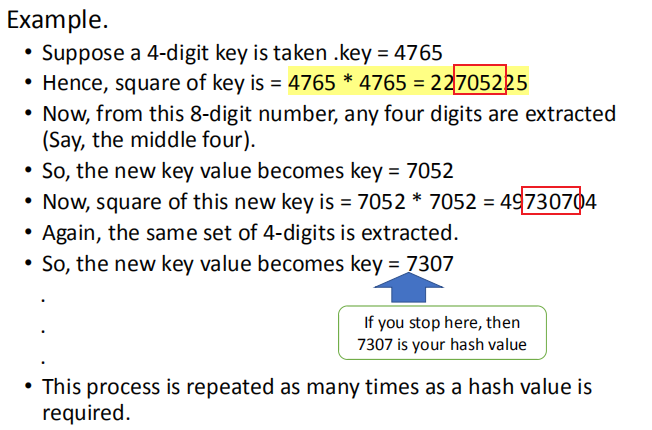 Example.
• Suppose a 4-digit key is taken .key = 4765
• Hence, square of key is = 4765 * 4765 = 22705225
• Now, from this 8-digit number, any four digits are extracted
(Say, the middle four).
• So, the new key value becomes key = 7052
• Now, square of this new key is = 7052 * 7052 = 49730704
• Again, the same set of 4-digits is extracted.
• So, the new key value becomes key = 7307
.
If you stop here, then
.
7307 is your hash value
.
• This process is repeated as many times as a hash value is
required.